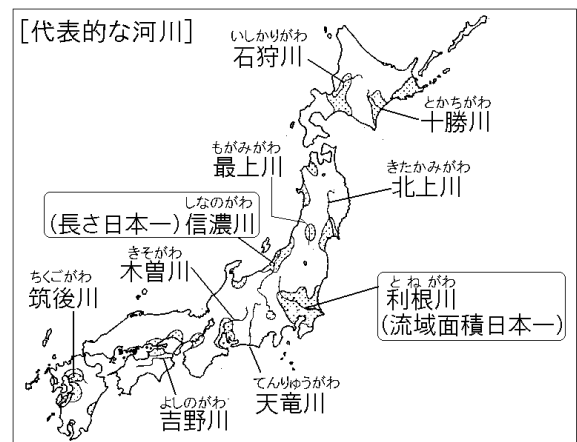 [代表的な河川]
いしかりがわ
石狩川
とかちがわ
十勝川
もがみがわ
最上川
きたかみがわ
北上川
しなのがわ
(長さ日本一)信濃川
きそがわ
木曽川
ちくごがわ
筑後川
とねがわ
利根川
(流域面積日本一)
てんりゅうがわ
天竜川
よしのがわ
吉野川